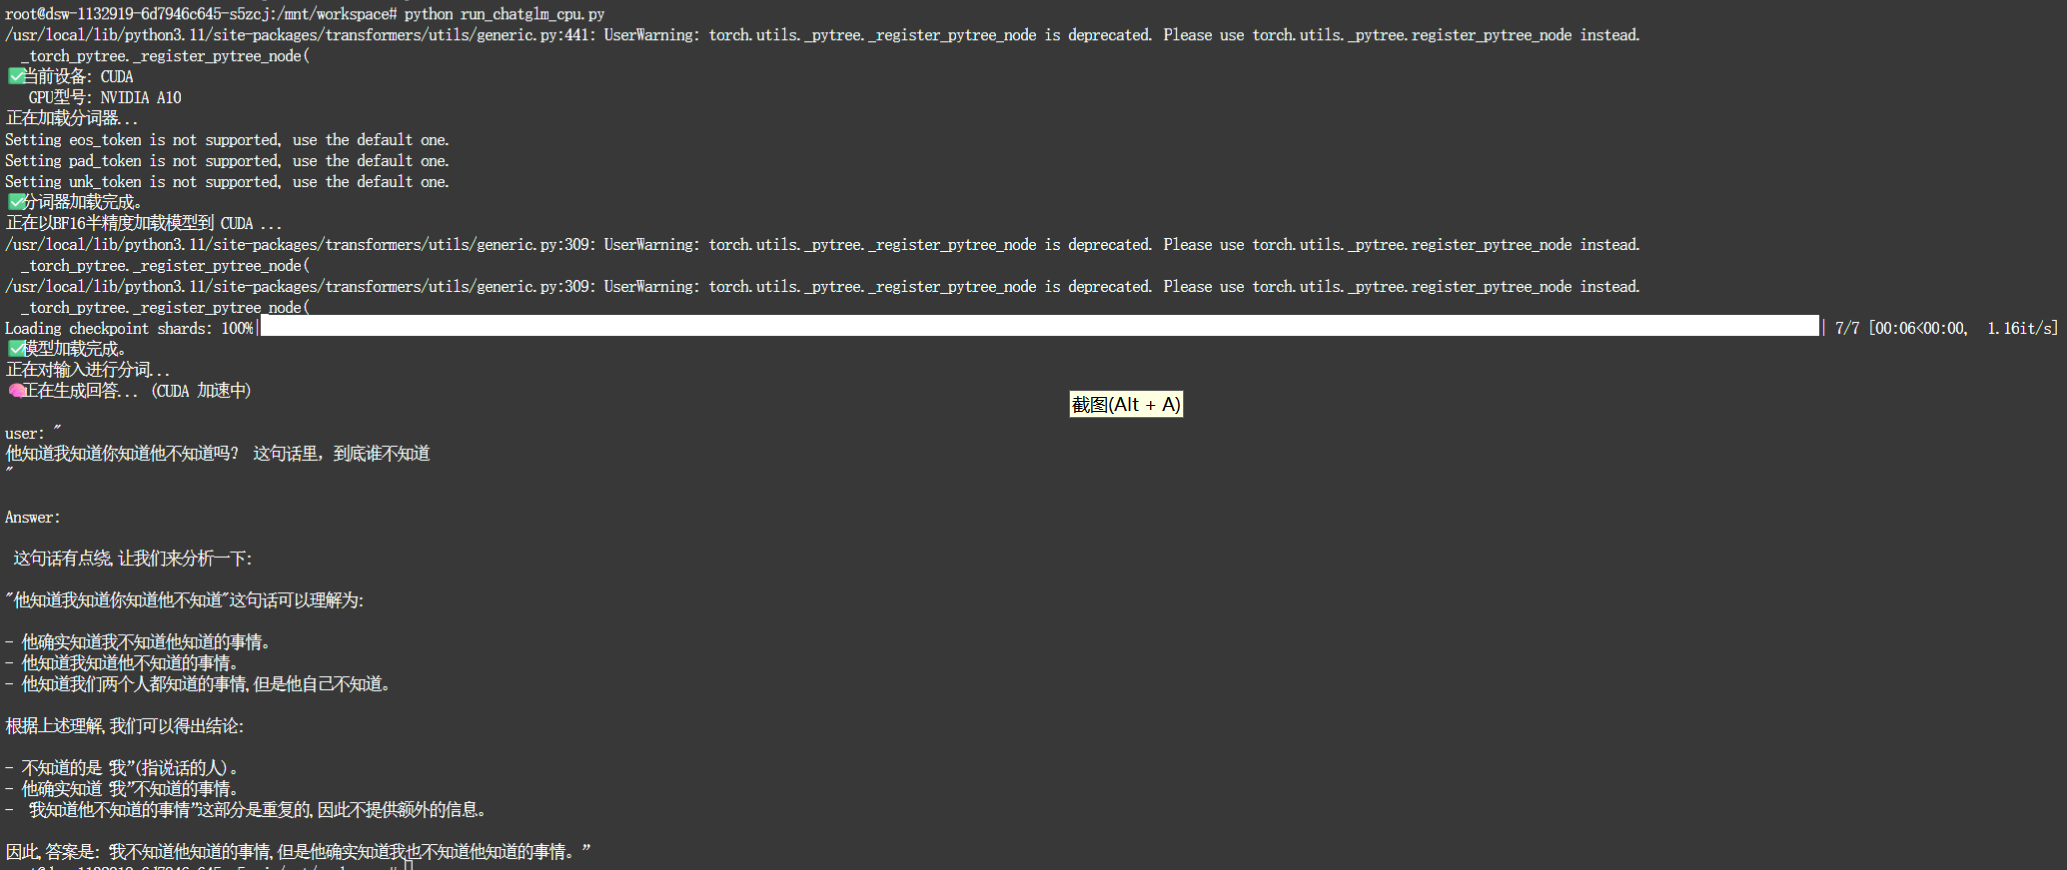 root@dsw-1132919-6d7946c645-s5zcj:/mnt/workspace# python run_chatglm_cpu.py
/usr/local/lib/python3.11/site-packages/transformers/utils/generic.py:441: UserWarning: torch.utils._pytree._register_pytree_node is deprecated. Please use torch.utils._pytree.register_pytree_node instead.
  _torch_pytree._register_pytree_node(
✅当前设备: CUDA
   GPU型号: NVIDIA A10
正在加载分词器...
Setting eos_token is not supported, use the default one.
Setting pad_token is not supported, use the default one.
Setting unk_token is not supported, use the default one.
✅分词器加载完成。
正在以BF16半精度加载模型到 CUDA ...
/usr/local/lib/python3.11/site-packages/transformers/utils/generic.py:309: UserWarning: torch.utils._pytree._register_pytree_node is deprecated. Please use torch.utils._pytree.register_pytree_node instead.
  _torch_pytree._register_pytree_node(
/usr/local/lib/python3.11/site-packages/transformers/utils/generic.py:309: UserWarning: torch.utils._pytree._register_pytree_node is deprecated. Please use torch.utils._pytree.register_pytree_node instead.
  _torch_pytree._register_pytree_node(
Loading checkpoint shards: 100%| | 7/7 [00:06<00:00,  1.16it/s]
✅模型加载完成。
正在对输入进行分词...
🧠正在生成回答... (CUDA 加速中)
截图(Alt + A)
user: "
他知道我知道你知道他不知道吗? 这句话里, 到底谁不知道
"
Answer:
这句话有点绕,让我们来分析一下:
"他知道我知道你知道他不知道"这句话可以理解为:
- 他确实知道我不知道他知道的事情。
- 他知道我知道他不知道的事情。
- 他知道我们两个人都知道的事情,但是他自己不知道。
根据上述理解,我们可以得出结论:
- 不知道的是“我”(指说话的人)。
- 他确实知道“我”不知道的事情。
- “我知道他不知道的事情”这部分是重复的,因此不提供额外的信息。
因此,答案是: “我不知道他知道的事情,但是他确实知道我也不知道他知道的事情。”